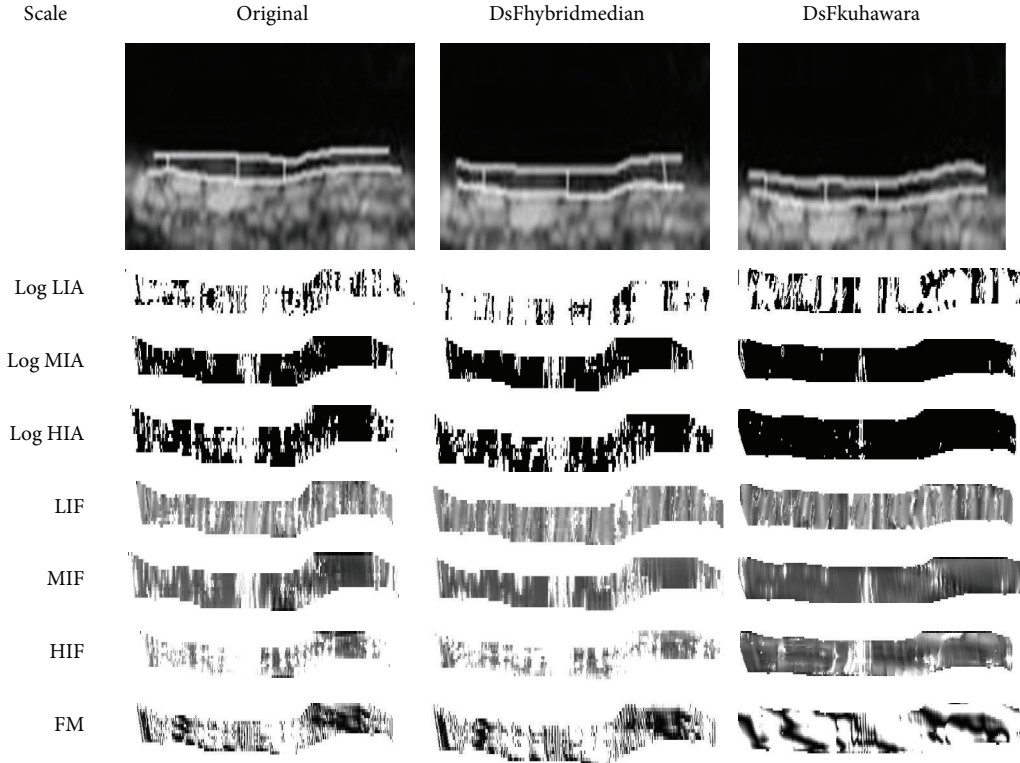 Scale Original DsFhybridmedian DsFkuhawara
Log LIA
Log MIA
Log HIA
LIF
MIF
HIF
FM